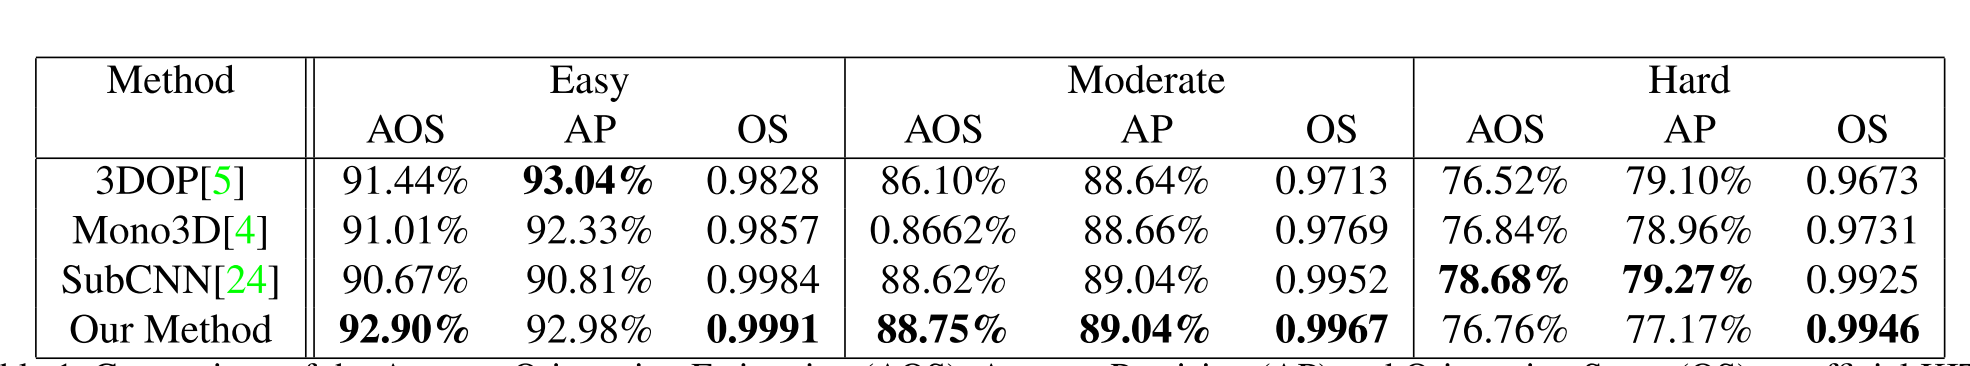 Method Easy Moderate Hard
AOS AP OS AOS AP OS AOS AP OS
3DOP[5] 91.44% 93.04% 0.9828 86.10% 88.64% 0.9713 76.52% 79.10% 0.9673
Mono3D[4] 91.01% 92.33% 0.9857 0.8662% 88.66% 0.9769 76.84% 78.96% 0.9731
SubCNN[24] 90.67% 90.81% 0.9984 88.62% 89.04% 0.9952 78.68% 79.27% 0.9925
Our Method 92.90% 92.98% 0.9991 88.75% 89.04% 0.9967 76.76% 77.17% 0.9946